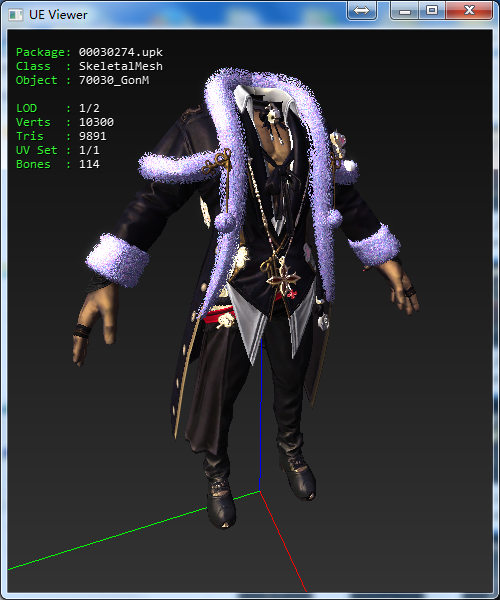 UE Viewer
Package: 00030274.upk
Class : SkeletalMesh
Object : 70030_GonM
LOD : 1/2
Verts : 10300
Tris : 9891
UV Set : 1/1
Bones : 114